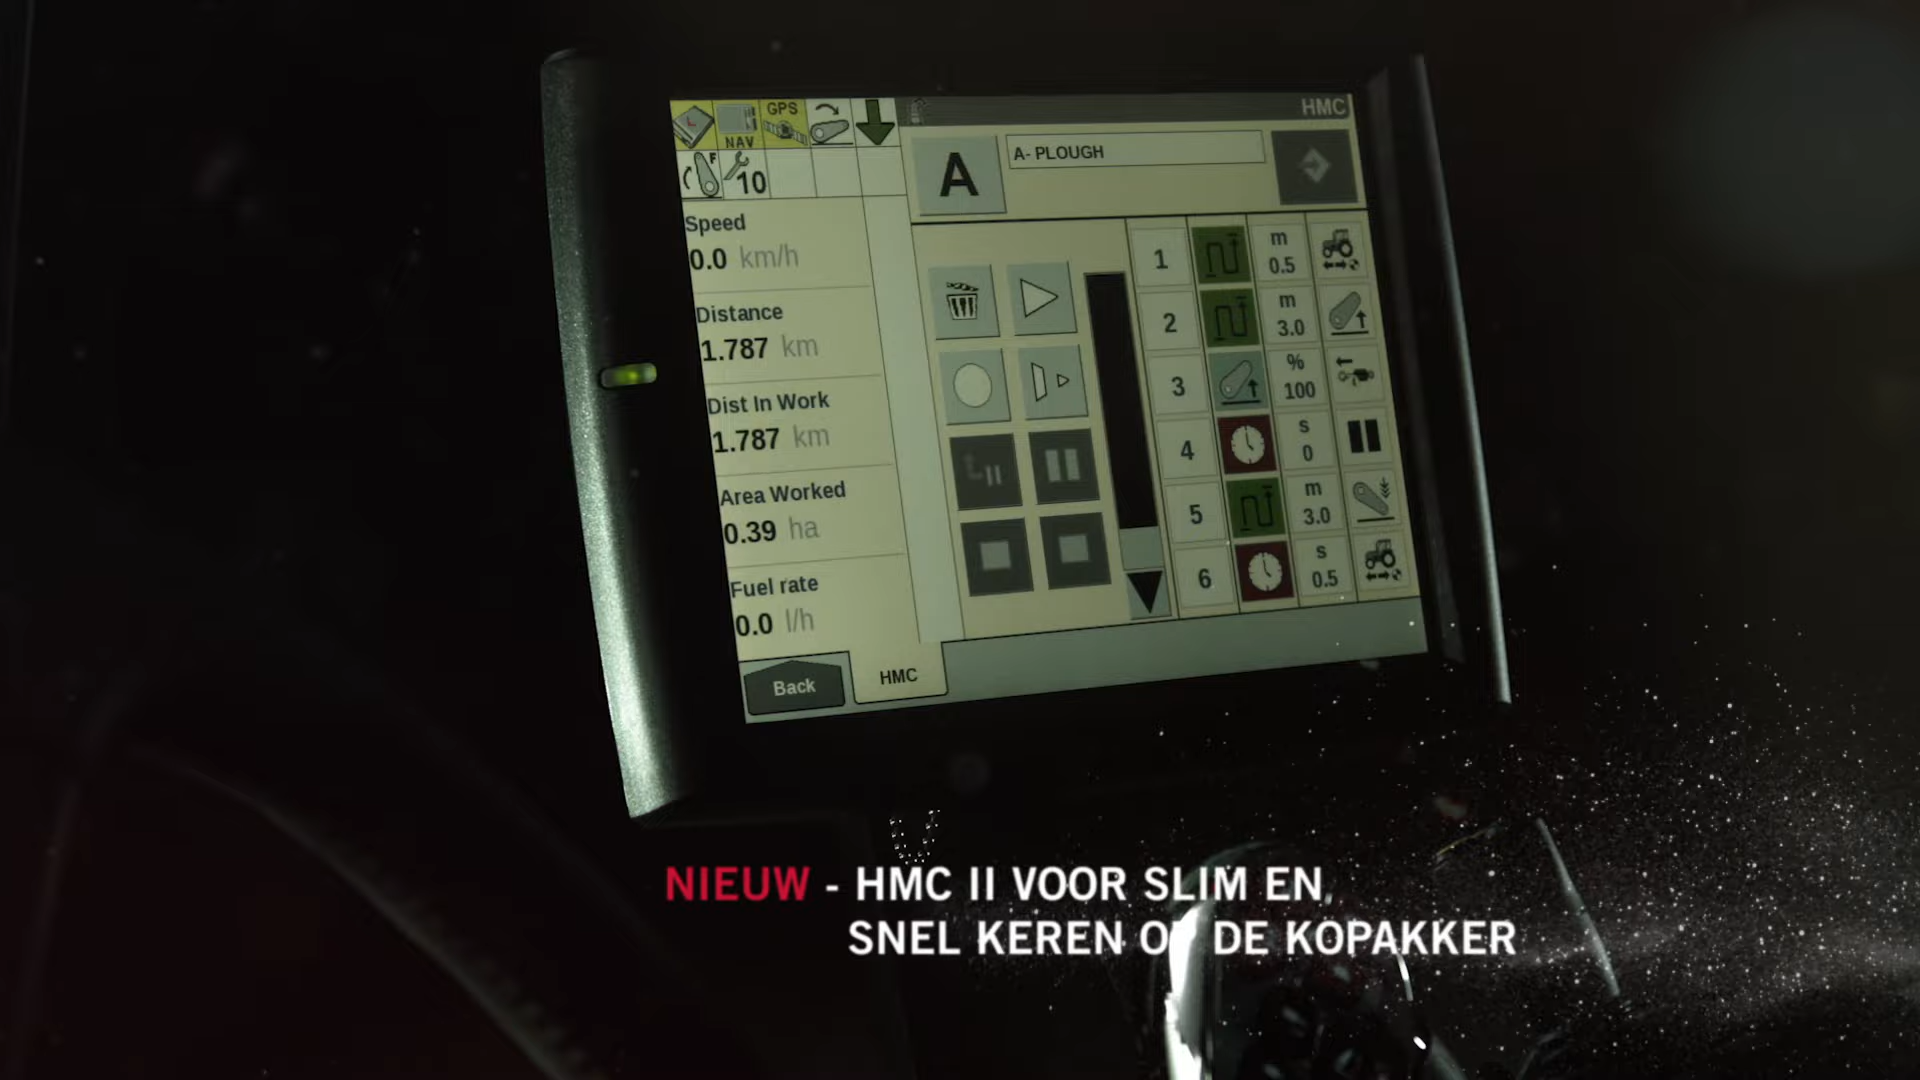 GPS
NAV
F
10
HMC
A
A- PLOUGH
Speed
0.0 km/h
Distance
1.787 km
Dist In Work
1.787 km
Area Worked
0.39 ha
Fuel rate
0.0 l/h
1 m 0.5
2 m 3.0
3 % 100
4 s 0
5 m 3.0
6 s 0.5
Back
HMC
NIEUW - HMC II VOOR SLIM EN,
SNEL KEREN OP DE KOPAKKER